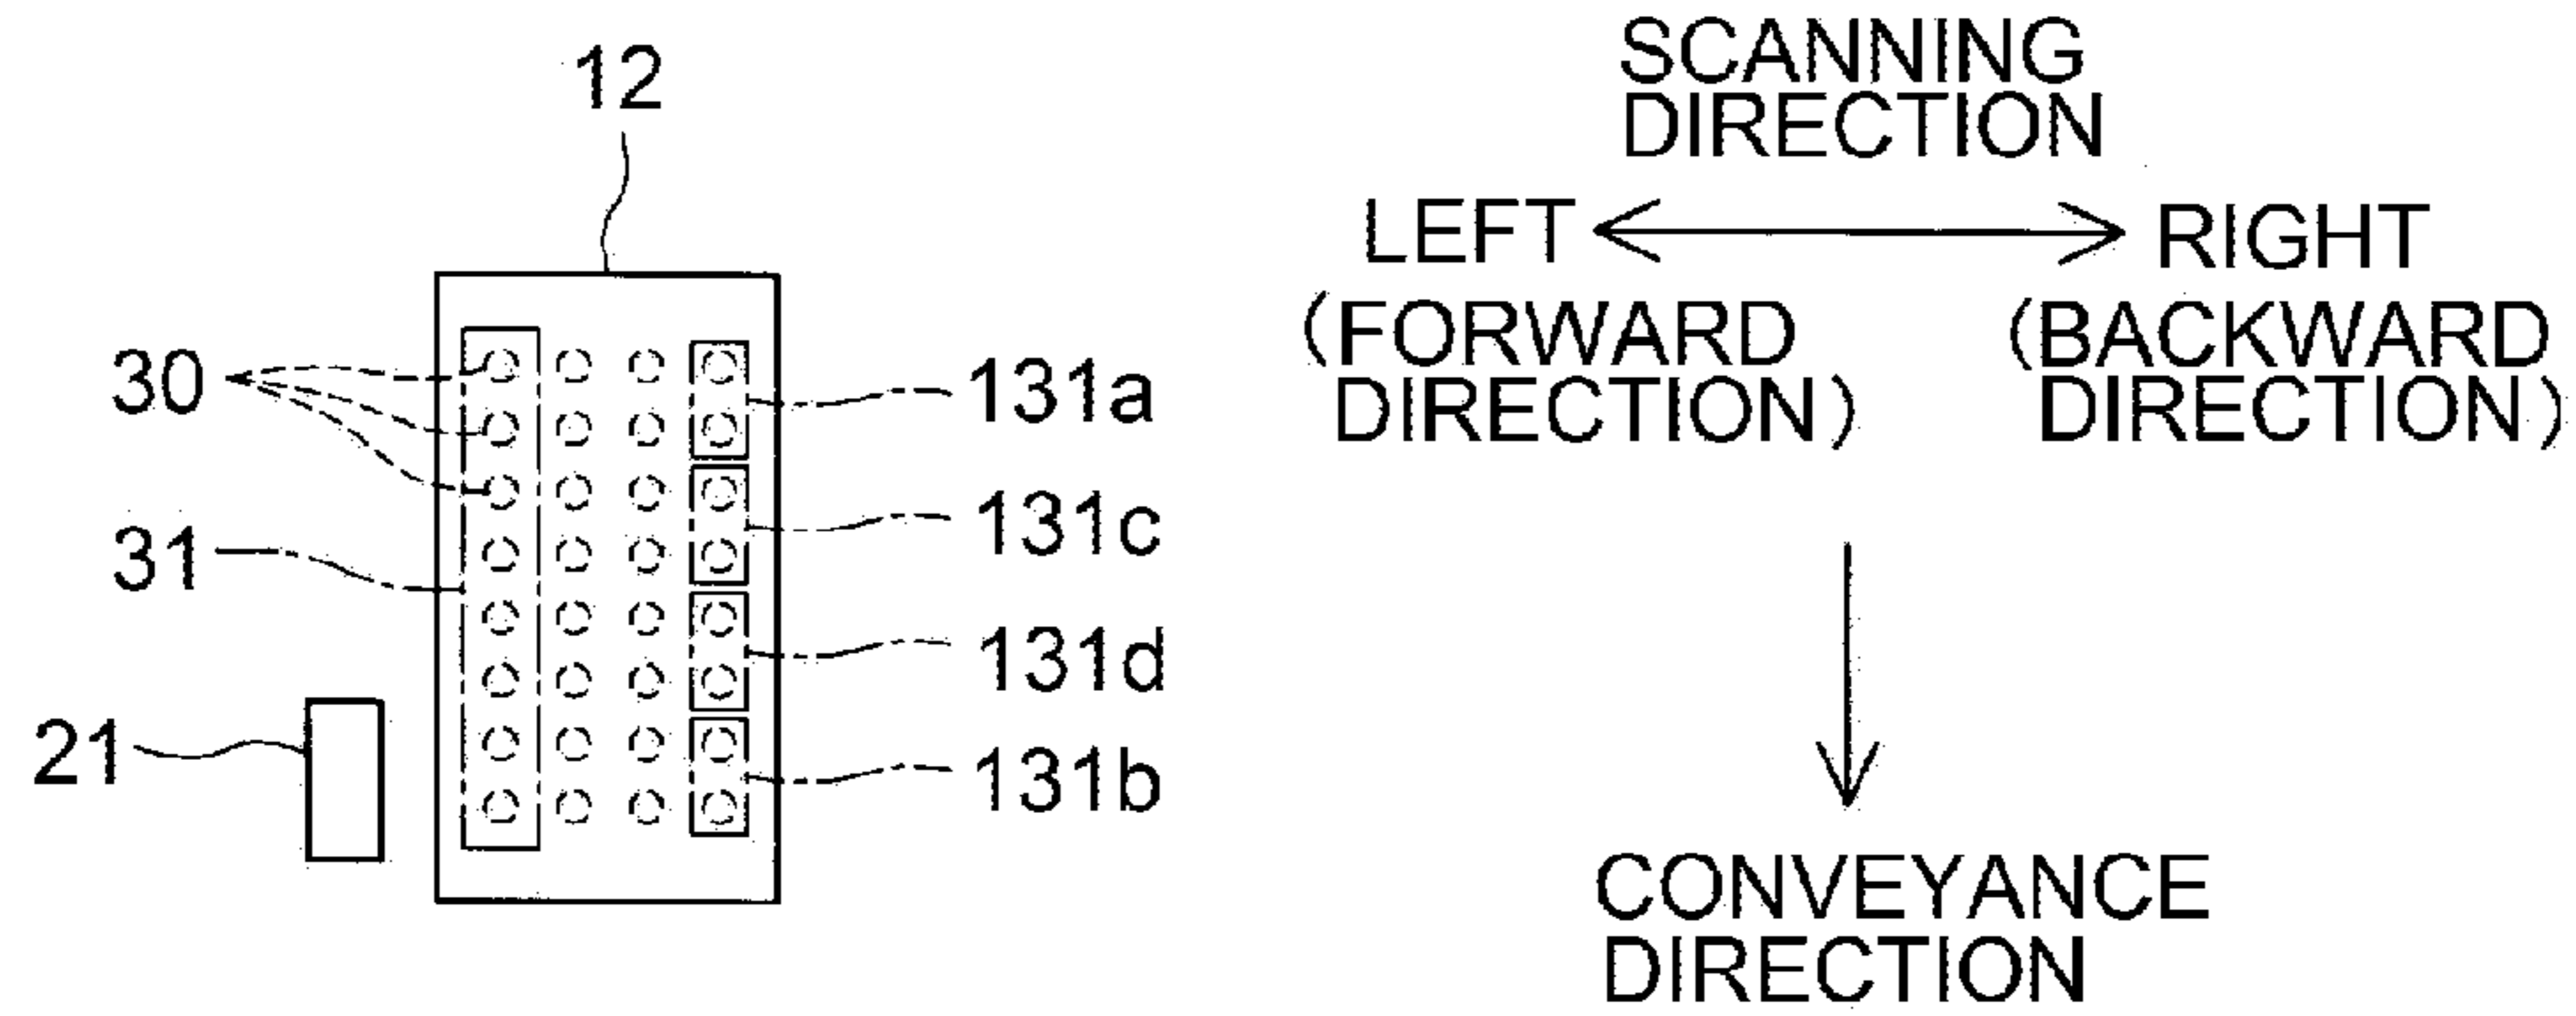 12
30
31
21
131a
131c
131d
131b
SCANNING
DIRECTION
LEFT
RIGHT
(FORWARD
DIRECTION)
(BACKWARD
DIRECTION)
CONVEYANCE
DIRECTION